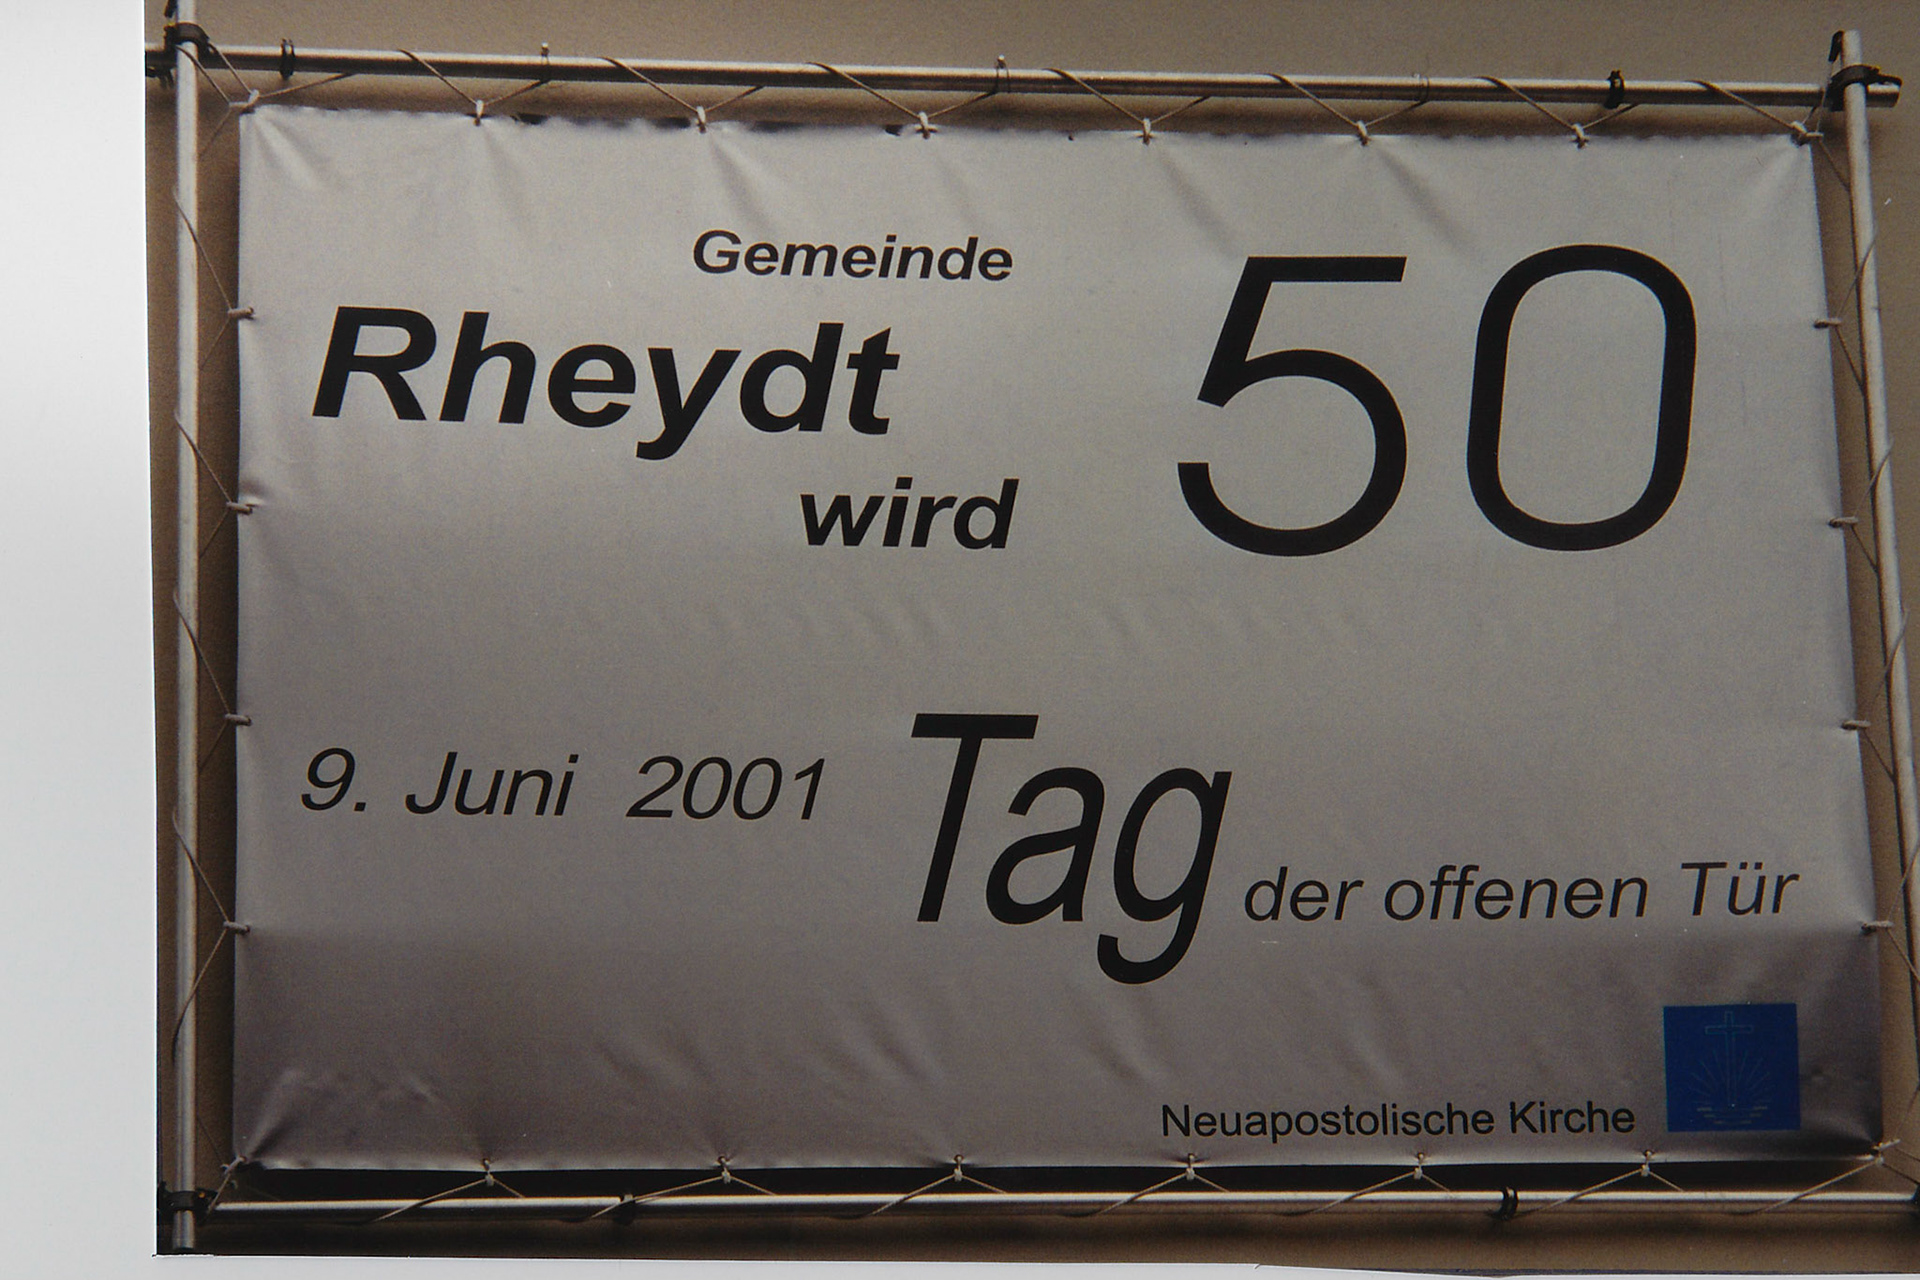 Gemeinde
Rheydt
wird 50
9. Juni 2001 Tag der offenen Tür
Neuapostolische Kirche